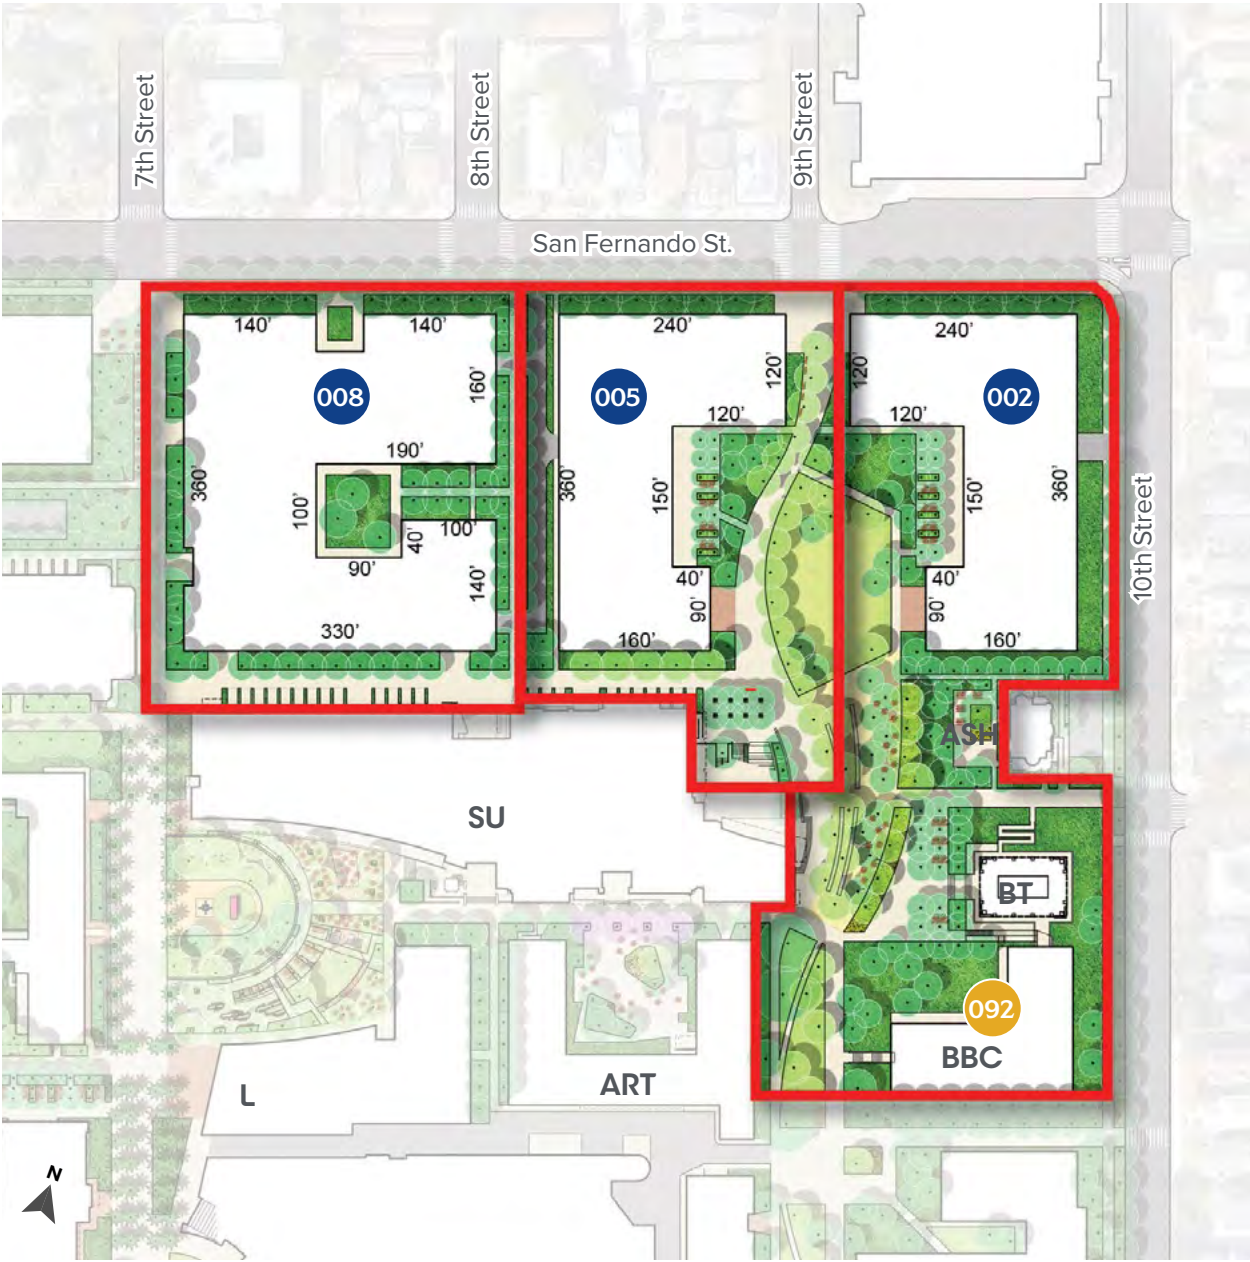 7th Street
8th Street
9th Street
San Fernando St.
140'
140'
240'
240'
008
160'
005
120'
120'
002
120'
120'
190'
360'
100'
100'
40'
90'
140'
330'
360'
150'
40'
90'
160'
150'
360'
40'
90'
160'
10th Street
ASH
SU
BT
092
BBC
L
ART
N